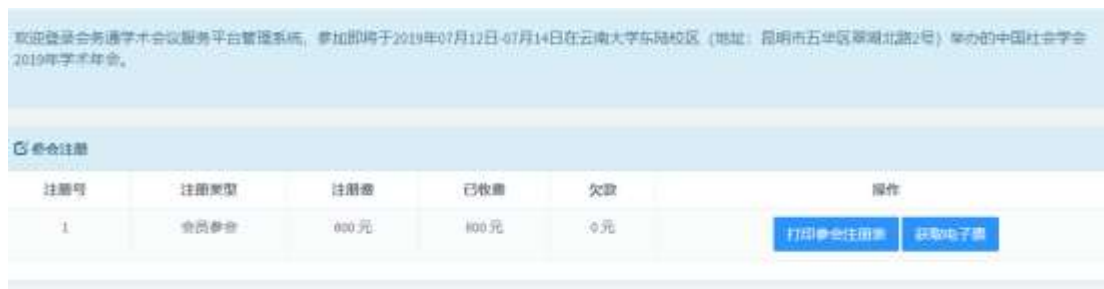 欢迎登录会务通学术会议服务平台管理系统，参加即将于2019年07月12日-07月14日在云南大学东陆校区（地址：昆明市五华区翠湖北路2号）举办的中国社会学会
2019年学术年会。
参会注册
注册号 注册类型 注册费 已收费 欠款 操作
1 会员参会 800元 800元 0元 打印参会注册表 获取电子票